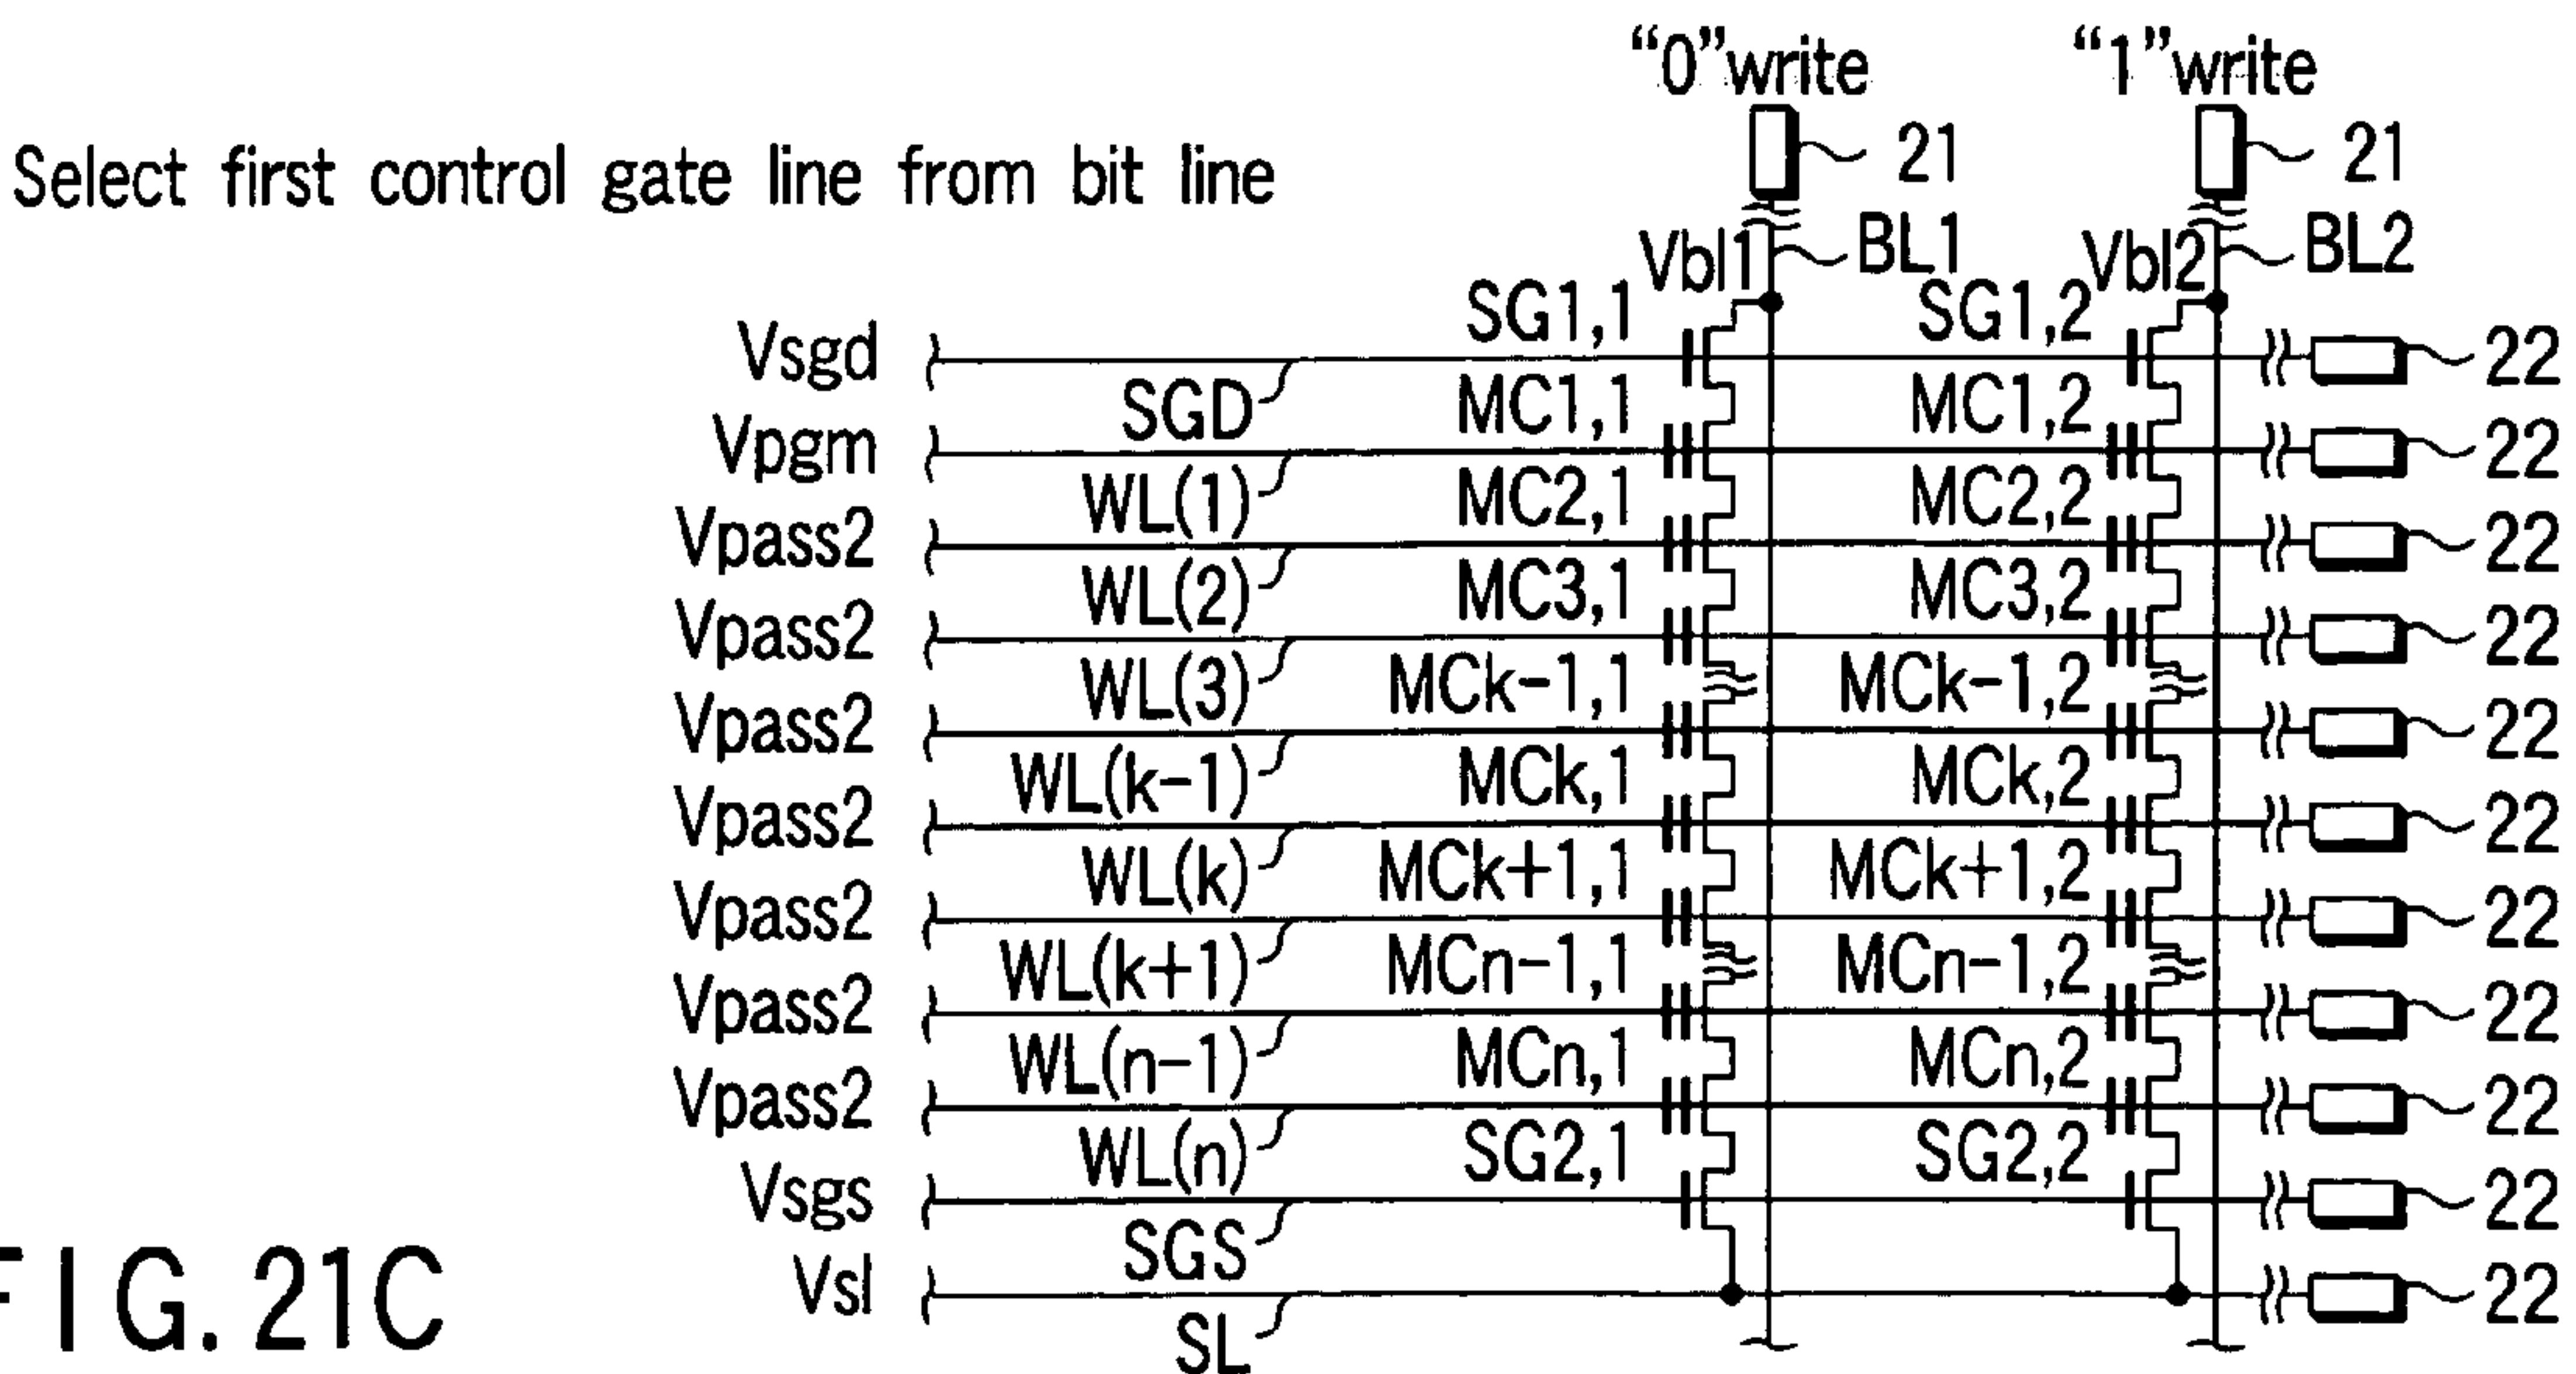 “0”write “1”write
21 21
Select first control gate line from bit line
Vbl1 BL1 Vbl2 BL2
SG1,1 SG1,2
Vsgd 22
SGD MC1,1 MC1,2
Vpgm 22
WL(1) MC2,1 MC2,2
Vpass2 22
WL(2) MC3,1 MC3,2
Vpass2 22
WL(3) MCk-1,1 MCk-1,2
Vpass2 22
WL(k-1) MCk,1 MCk,2
Vpass2 22
WL(k) MCk+1,1 MCk+1,2
Vpass2 22
WL(k+1) MCn-1,1 MCn-1,2
Vpass2 22
WL(n-1) MCn,1 MCn,2
Vpass2 22
WL(n) SG2,1 SG2,2
Vsgs 22
SGS
Vsl 22
SL
FIG. 21C